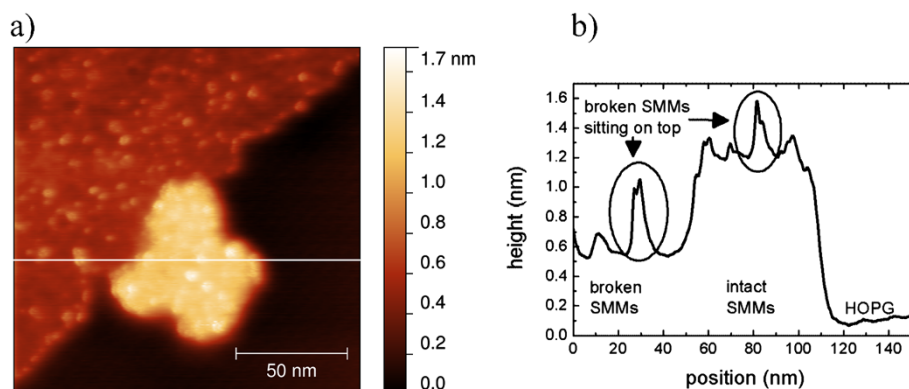 a)
1.7 nm
1.4
1.2
1.0
0.8
0.6
0.4
0.2
0.0
50 nm
b)
height (nm)
1.6
1.4
1.2
1.0
0.8
0.6
0.4
0.2
0.0
broken SMMs
sitting on top
broken
SMMs
intact
SMMs
HOPG
0 20 40 60 80 100 120 140
position (nm)